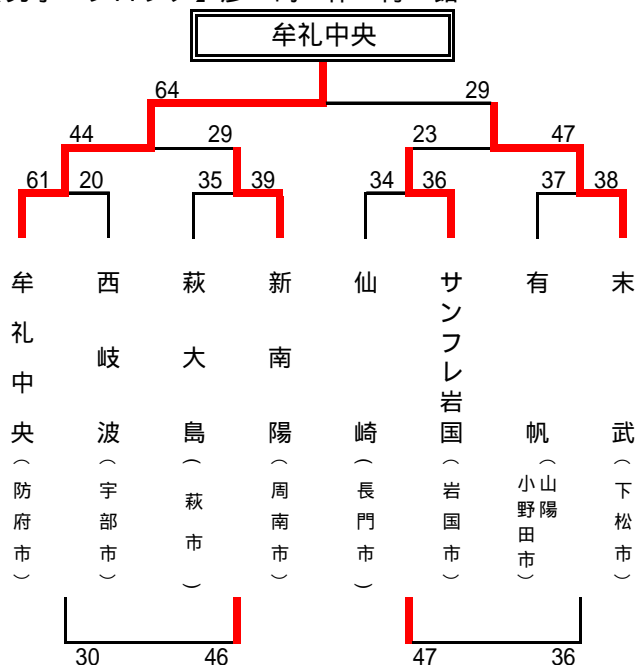 牟礼中央
64 29
44 29 23 47
61 20 35 39 34 36 37 38
牟礼中央(防府市)
西岐波(宇部市)
萩大島(萩市)
新南陽(周南市)
仙崎(長門市)
サンフレ岩国(岩国市)
有帆(山陽小野田市)
末武(下松市)
30 46 47 36